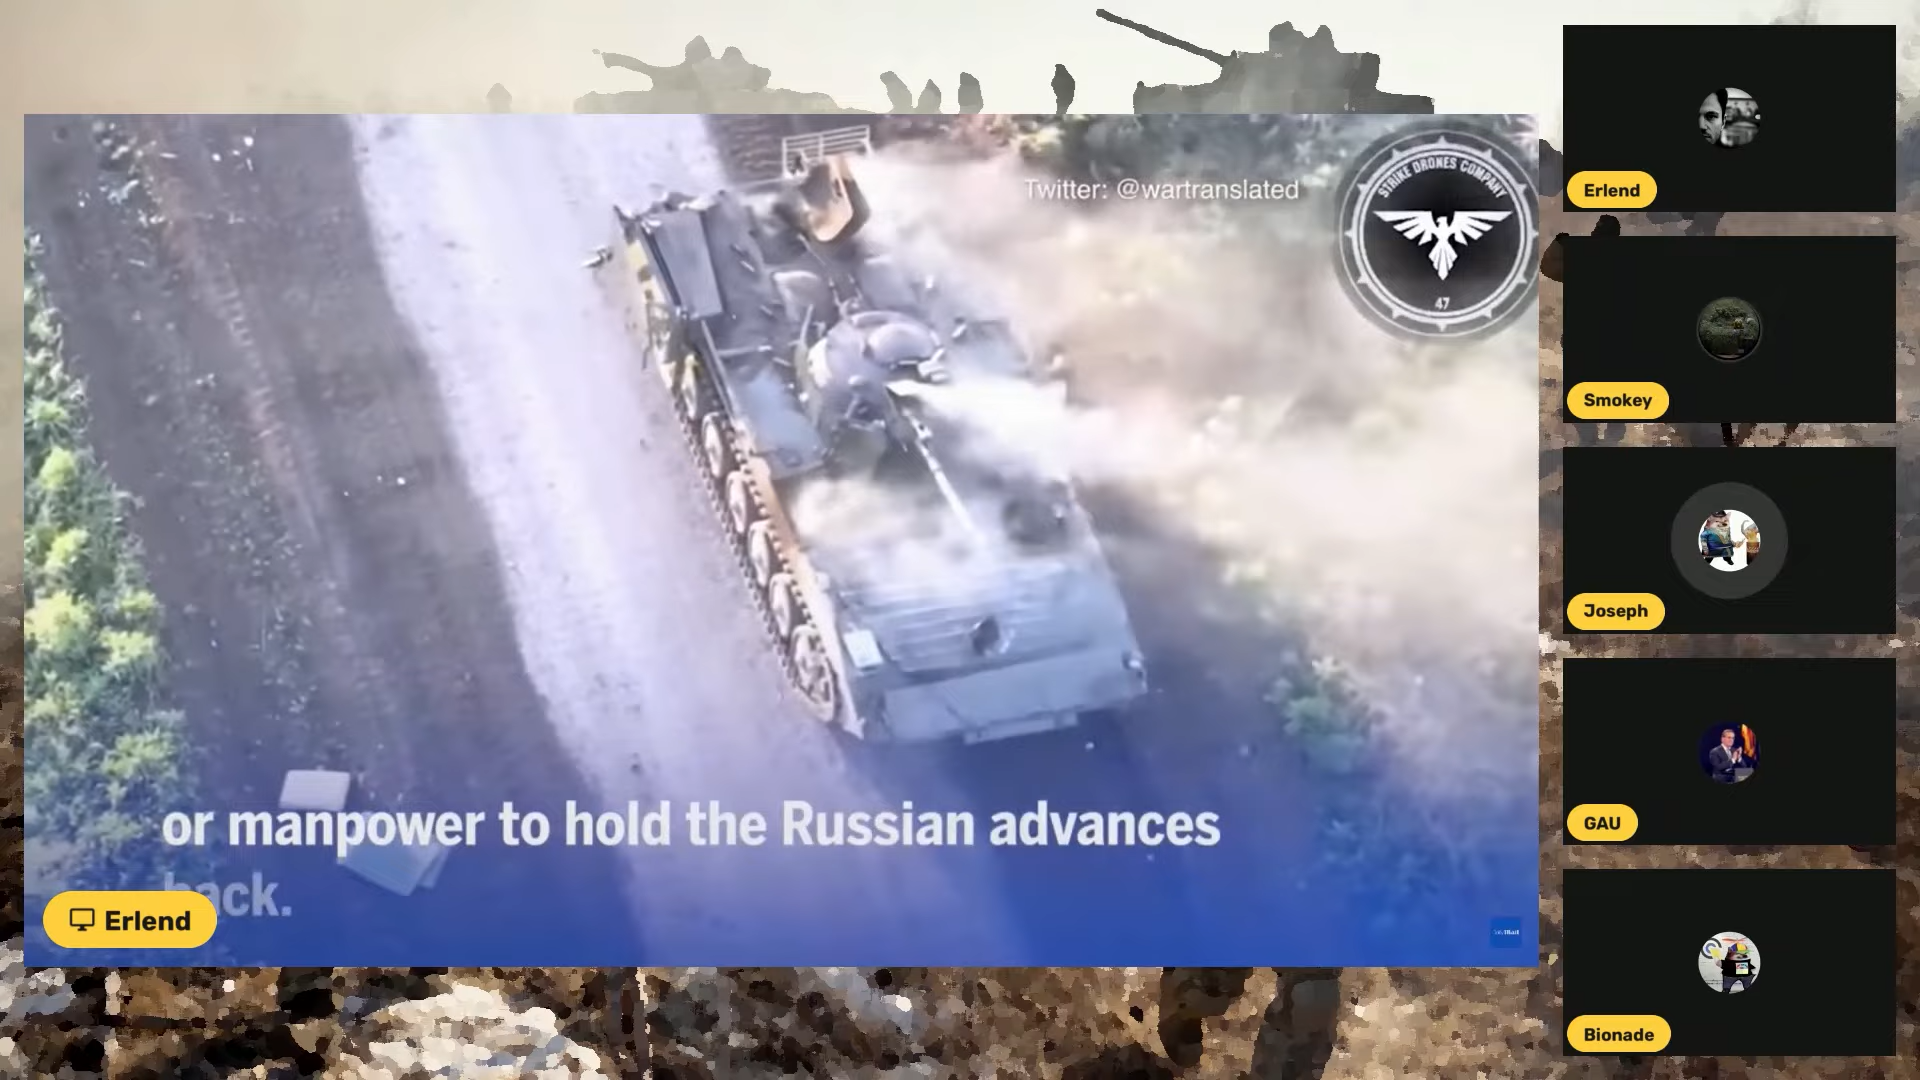 Twitter: @wartranslated
STRIKE DRONES COMPANY
47
or manpower to hold the Russian advances
back.
Erlend
Erlend
Smokey
Joseph
GAU
Bionade